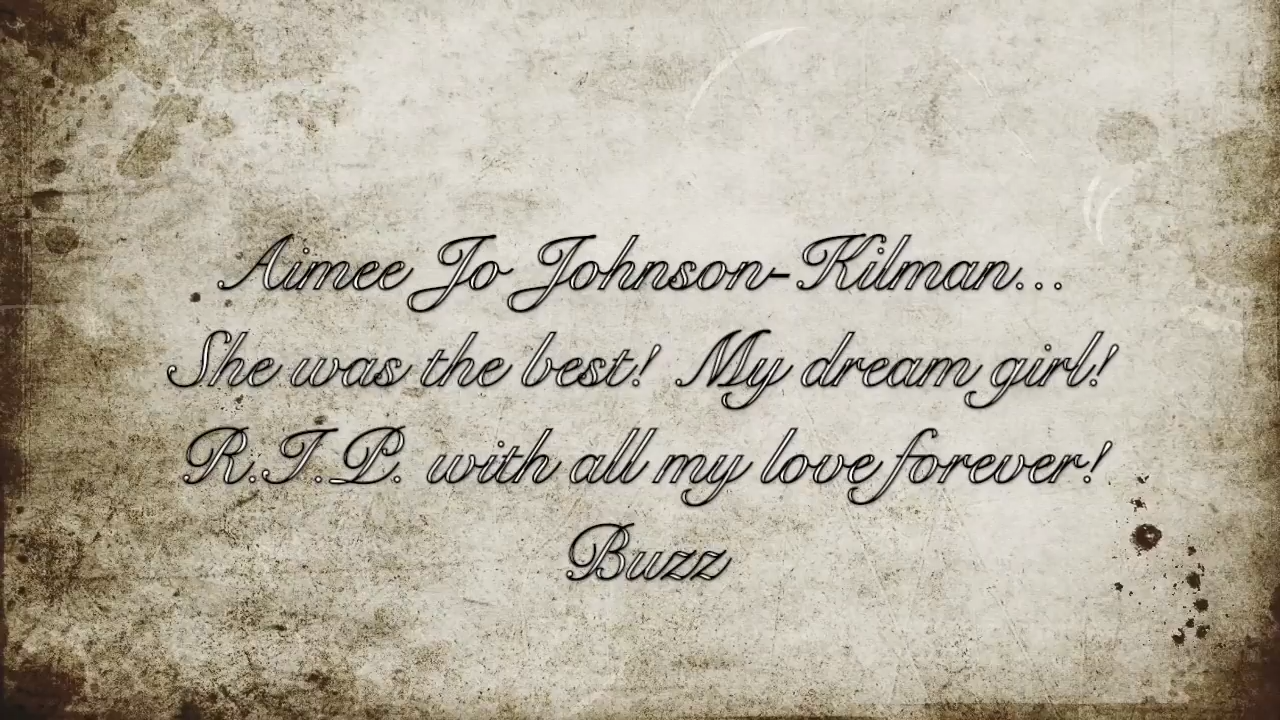 Aimee Jo Johnson-Kilman...
She was the best! My dream girl!
R.I.P. with all my love forever!
Buzz